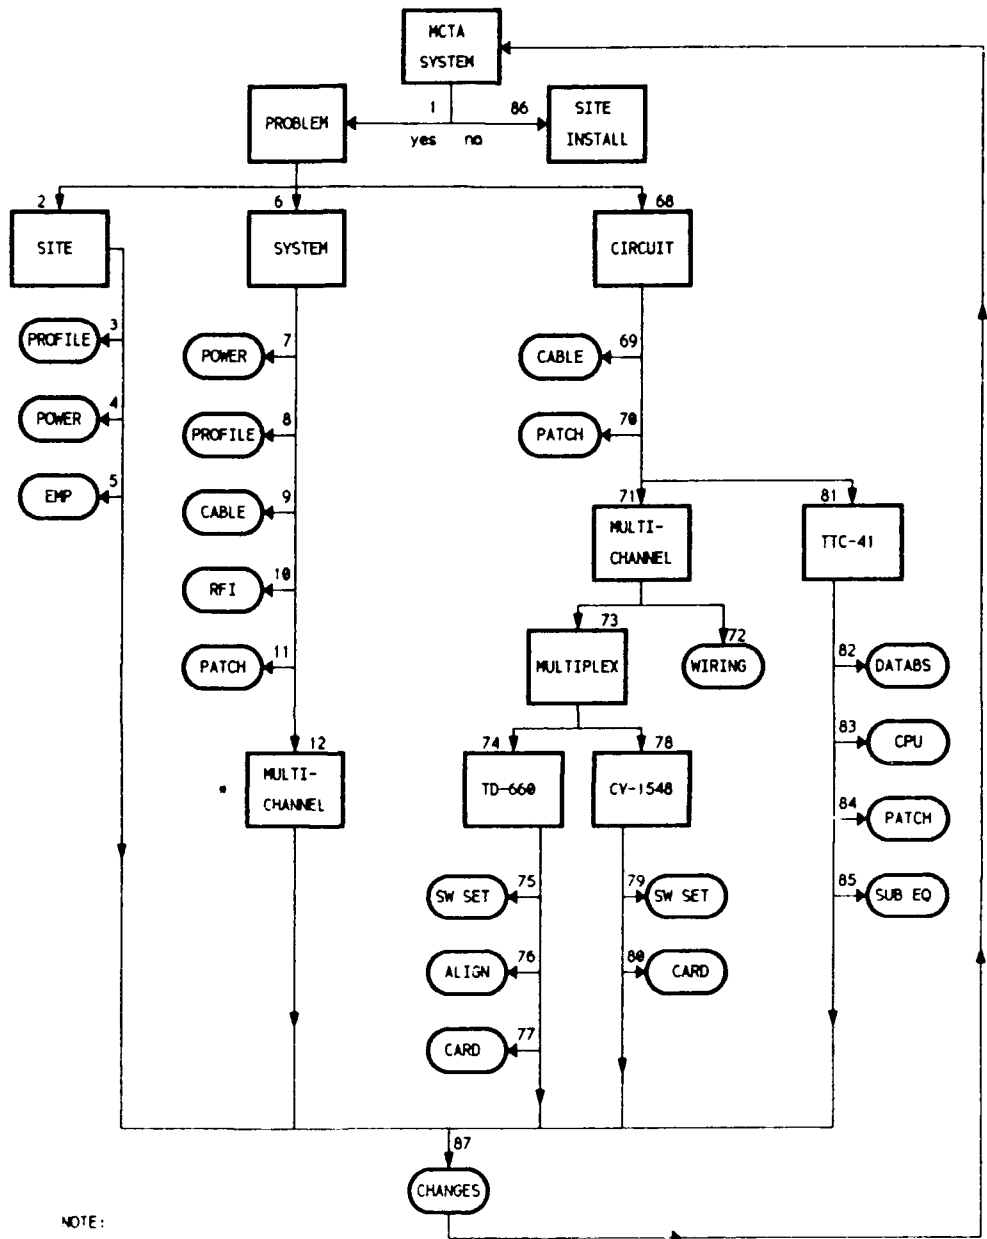 MCTA
SYSTEM
1
86
PROBLEM
yes no
SITE
INSTALL
2
6
68
SITE
SYSTEM
CIRCUIT
3
PROFILE
7
POWER
69
CABLE
4
POWER
8
PROFILE
70
PATCH
5
EMP
9
CABLE
71
MULTI-
CHANNEL
81
TTC-41
10
RFI
11
PATCH
73
MULTIPLEX
72
WIRING
82
DATABS
12
* MULTI-
CHANNEL
74
TD-660
78
CV-1548
83
CPU
84
PATCH
75
SW SET
79
SW SET
85
SUB EQ
76
ALIGN
80
CARD
77
CARD
87
CHANGES
NOTE: